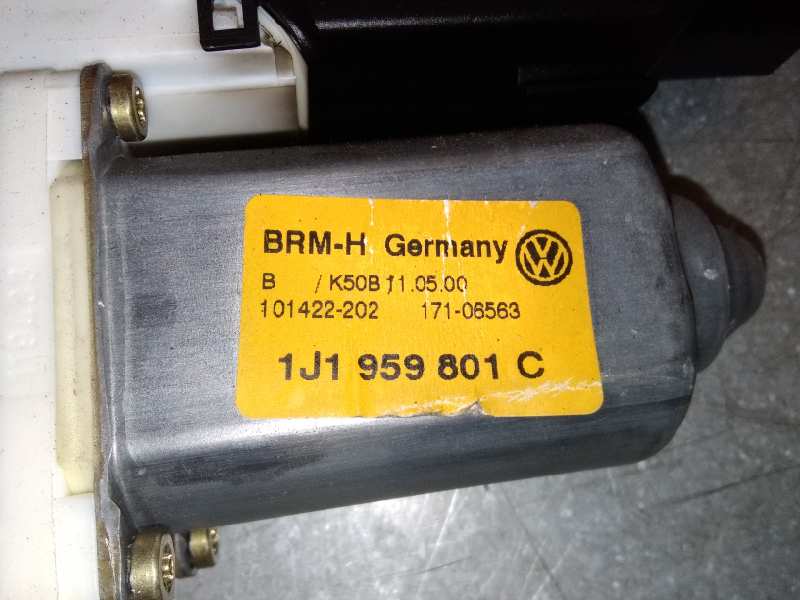 BRM-H Germany
B / K50B 11.05.00
101422-202 171-06563
1J1 959 801 C